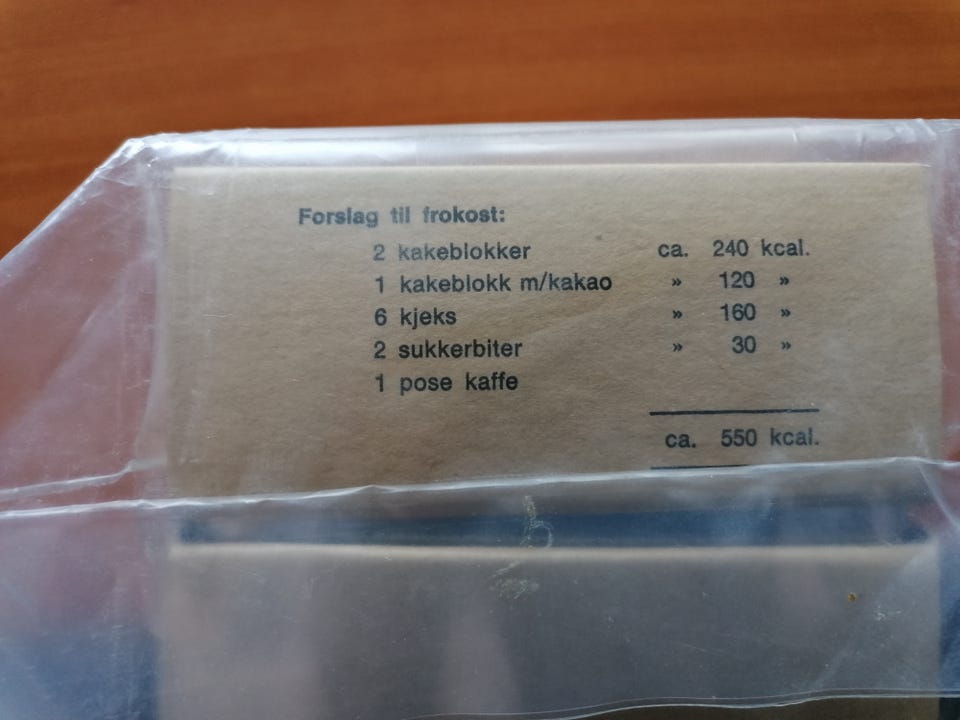 Forslag til frokost:
2 kakeblokker ca. 240 kcal.
1 kakeblokk m/kakao » 120 »
6 kjeks » 160 »
2 sukkerbiter » 30 »
1 pose kaffe
ca. 550 kcal.